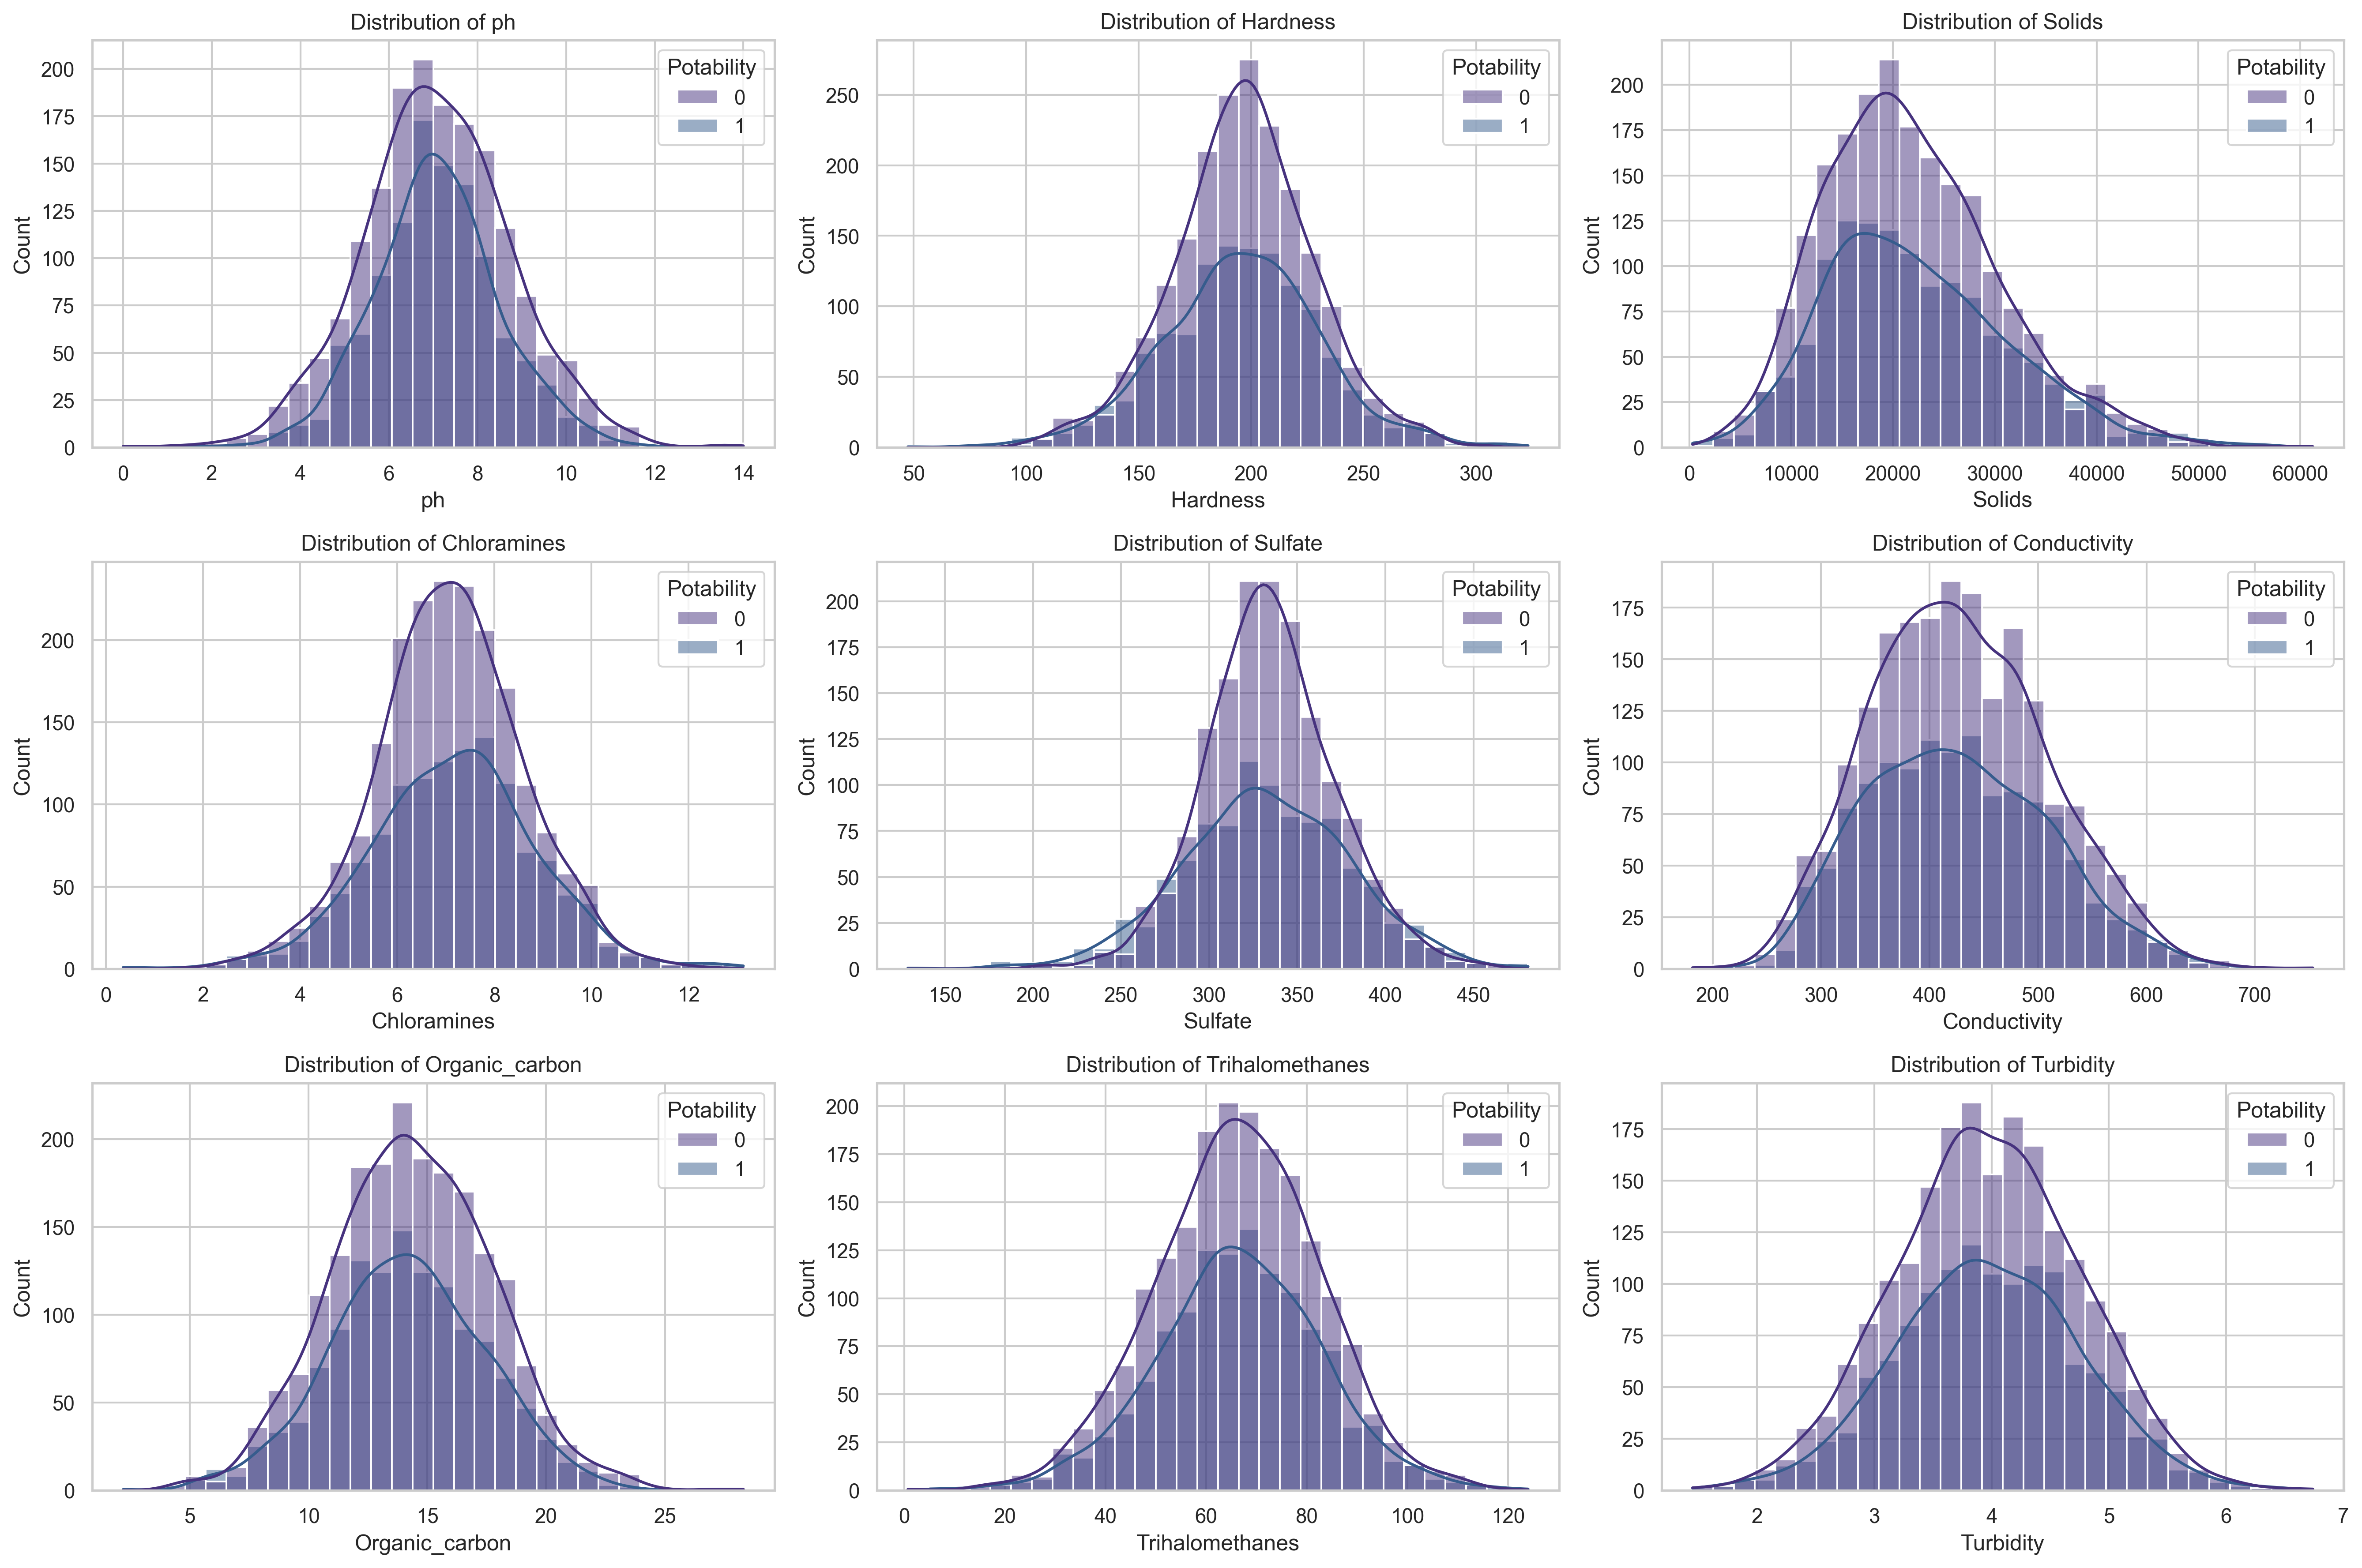 Distribution of ph
Potability
0
1
Count
200
175
150
125
100
75
50
25
0
0 2 4 6 8 10 12 14
ph
Distribution of Hardness
Potability
0
1
Count
250
200
150
100
50
0
50 100 150 200 250 300
Hardness
Distribution of Solids
Potability
0
1
Count
200
175
150
125
100
75
50
25
0
0 10000 20000 30000 40000 50000 60000
Solids
Distribution of Chloramines
Potability
0
1
Count
200
150
100
50
0
0 2 4 6 8 10 12
Chloramines
Distribution of Sulfate
Potability
0
1
Count
200
175
150
125
100
75
50
25
0
150 200 250 300 350 400 450
Sulfate
Distribution of Conductivity
Potability
0
1
Count
175
150
125
100
75
50
25
0
200 300 400 500 600 700
Conductivity
Distribution of Organic_carbon
Potability
0
1
Count
200
150
100
50
0
5 10 15 20 25
Organic_carbon
Distribution of Trihalomethanes
Potability
0
1
Count
200
175
150
125
100
75
50
25
0
0 20 40 60 80 100 120
Trihalomethanes
Distribution of Turbidity
Potability
0
1
Count
175
150
125
100
75
50
25
0
2 3 4 5 6 7
Turbidity